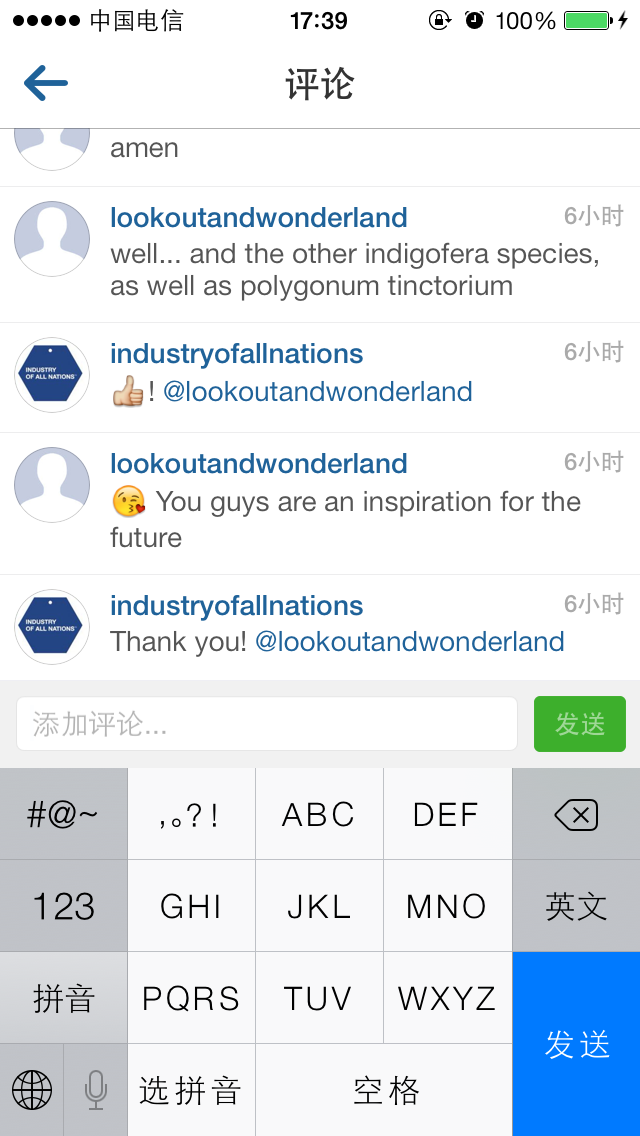 中国电信 17:39 100%
评论
amen
lookoutandwonderland 6小时
well... and the other indigofera species,
as well as polygonum tinctorium
INDUSTRY
OF ALL NATIONS™
industryofallnations 6小时
👍! @lookoutandwonderland
lookoutandwonderland 6小时
😘 You guys are an inspiration for the
future
INDUSTRY
OF ALL NATIONS™
industryofallnations 6小时
Thank you! @lookoutandwonderland
添加评论... 发送
#@~ ,。?! ABC DEF
123 GHI JKL MNO 英文
拼音 PQRS TUV WXYZ 发送
选拼音 空格